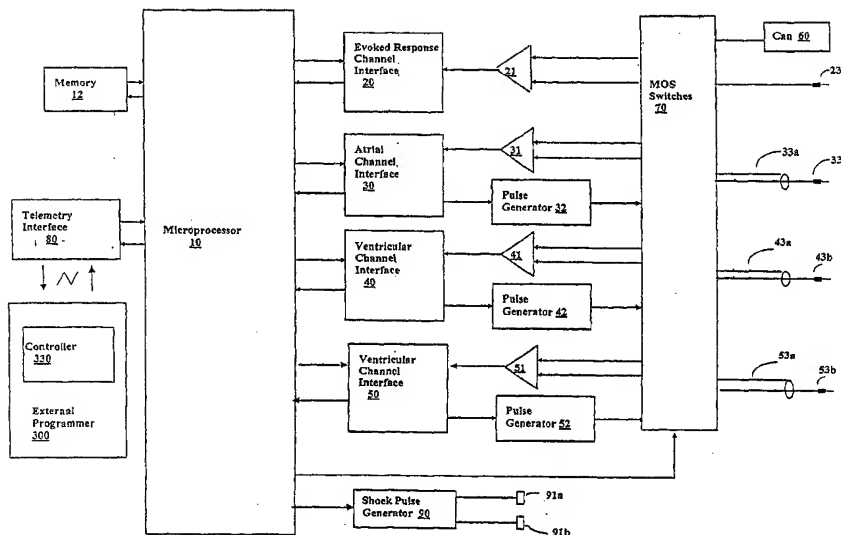 Memory
12
Telemetry
Interface
80
Controller
330
External
Programmer
300
Microprocessor
10
Evoked Response
Channel
Interface
20
21
Atrial
Channel
Interface
30
31
Pulse
Generator 32
Ventricular
Channel
Interface
40
41
Pulse
Generator 42
Ventricular
Channel
Interface
50
51
Pulse
Generator 52
Shock Pulse
Generator 90
91a
91b
MOS
Switches
70
Can 60
23
33a
33
43a
43b
53a
53b